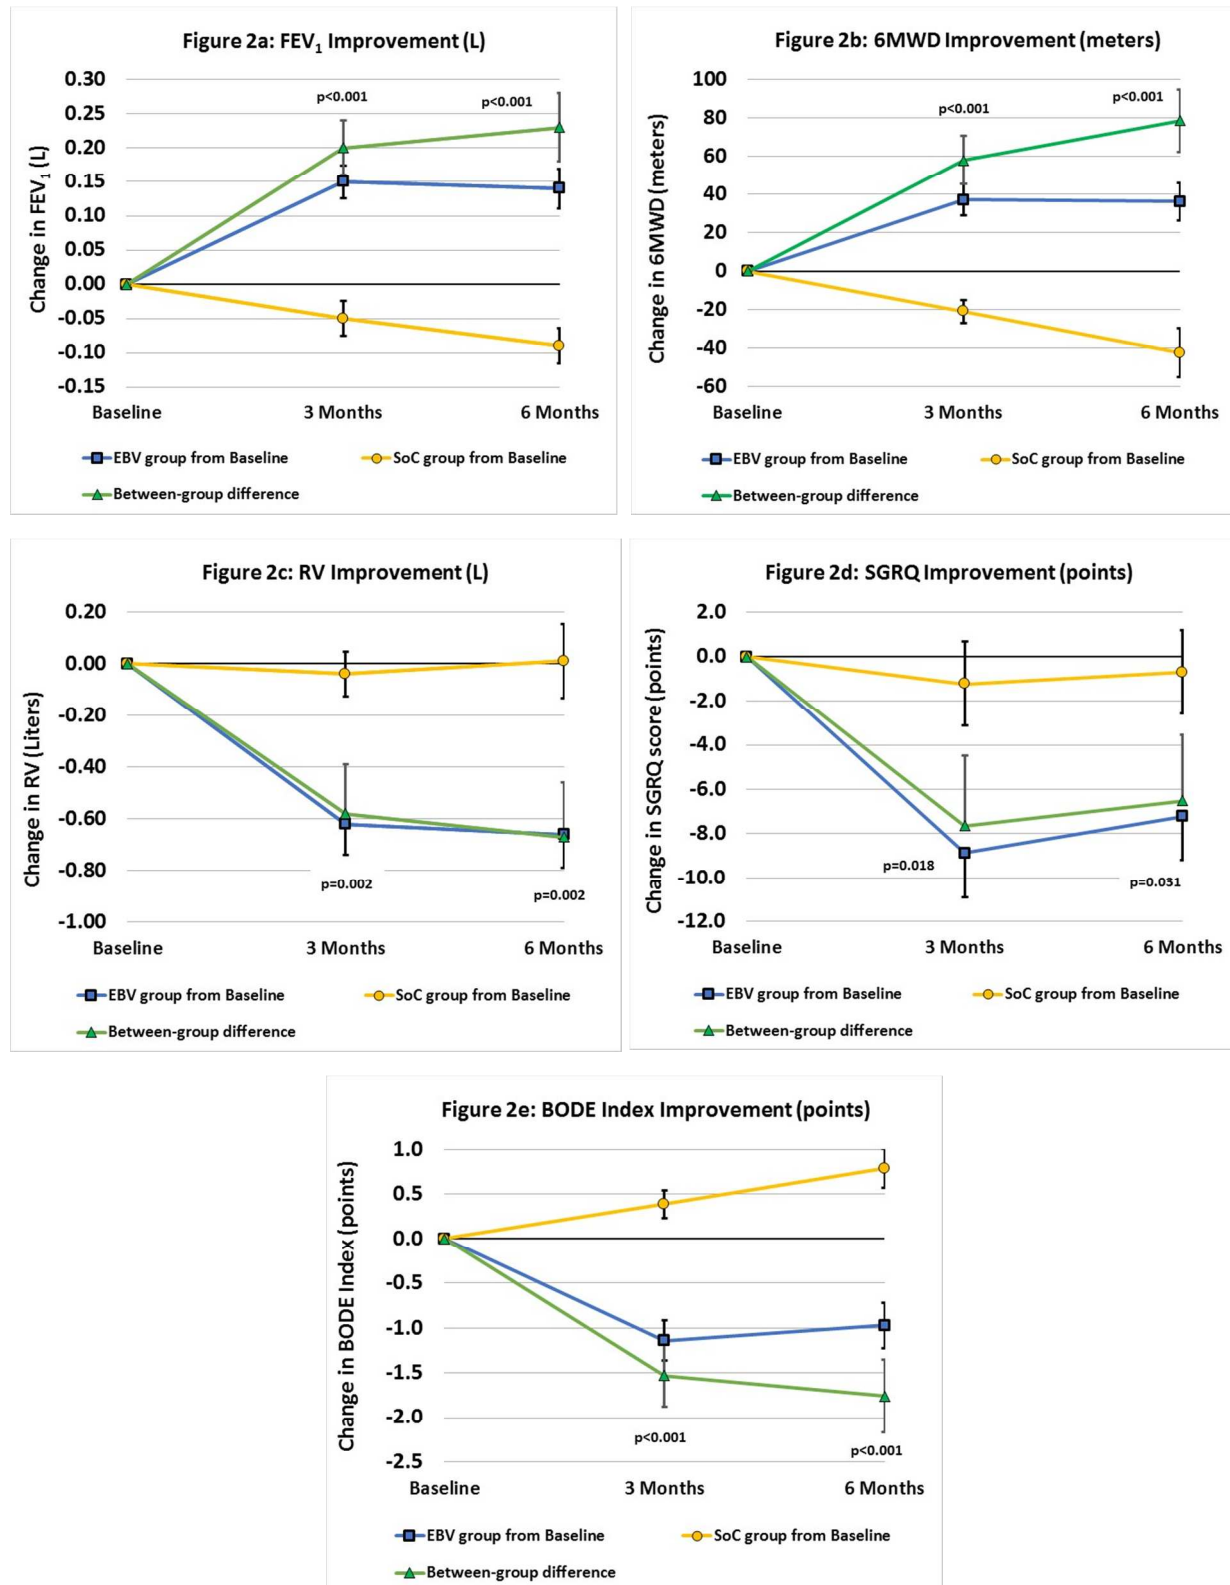 Figure 2a: FEV₁ Improvement (L)
Change in FEV₁ (L)
0.30
0.25
0.20
0.15
0.10
0.05
0.00
-0.05
-0.10
-0.15
p<0.001
p<0.001
Baseline 3 Months 6 Months
EBV group from Baseline SoC group from Baseline
Between-group difference
Figure 2b: 6MWD Improvement (meters)
Change in 6MWD (meters)
100
80
60
40
20
0
-20
-40
-60
p<0.001
p<0.001
Baseline 3 Months 6 Months
EBV group from Baseline SoC group from Baseline
Between-group difference
Figure 2c: RV Improvement (L)
Change in RV (Liters)
0.20
0.00
-0.20
-0.40
-0.60
-0.80
-1.00
p=0.002
p=0.002
Baseline 3 Months 6 Months
EBV group from Baseline SoC group from Baseline
Between-group difference
Figure 2d: SGRQ Improvement (points)
Change in SGRQ score (points)
2.0
0.0
-2.0
-4.0
-6.0
-8.0
-10.0
-12.0
p=0.018
p=0.031
Baseline 3 Months 6 Months
EBV group from Baseline SoC group from Baseline
Between-group difference
Figure 2e: BODE Index Improvement (points)
Change in BODE Index (points)
1.0
0.5
0.0
-0.5
-1.0
-1.5
-2.0
-2.5
p<0.001
p<0.001
Baseline 3 Months 6 Months
EBV group from Baseline SoC group from Baseline
Between-group difference